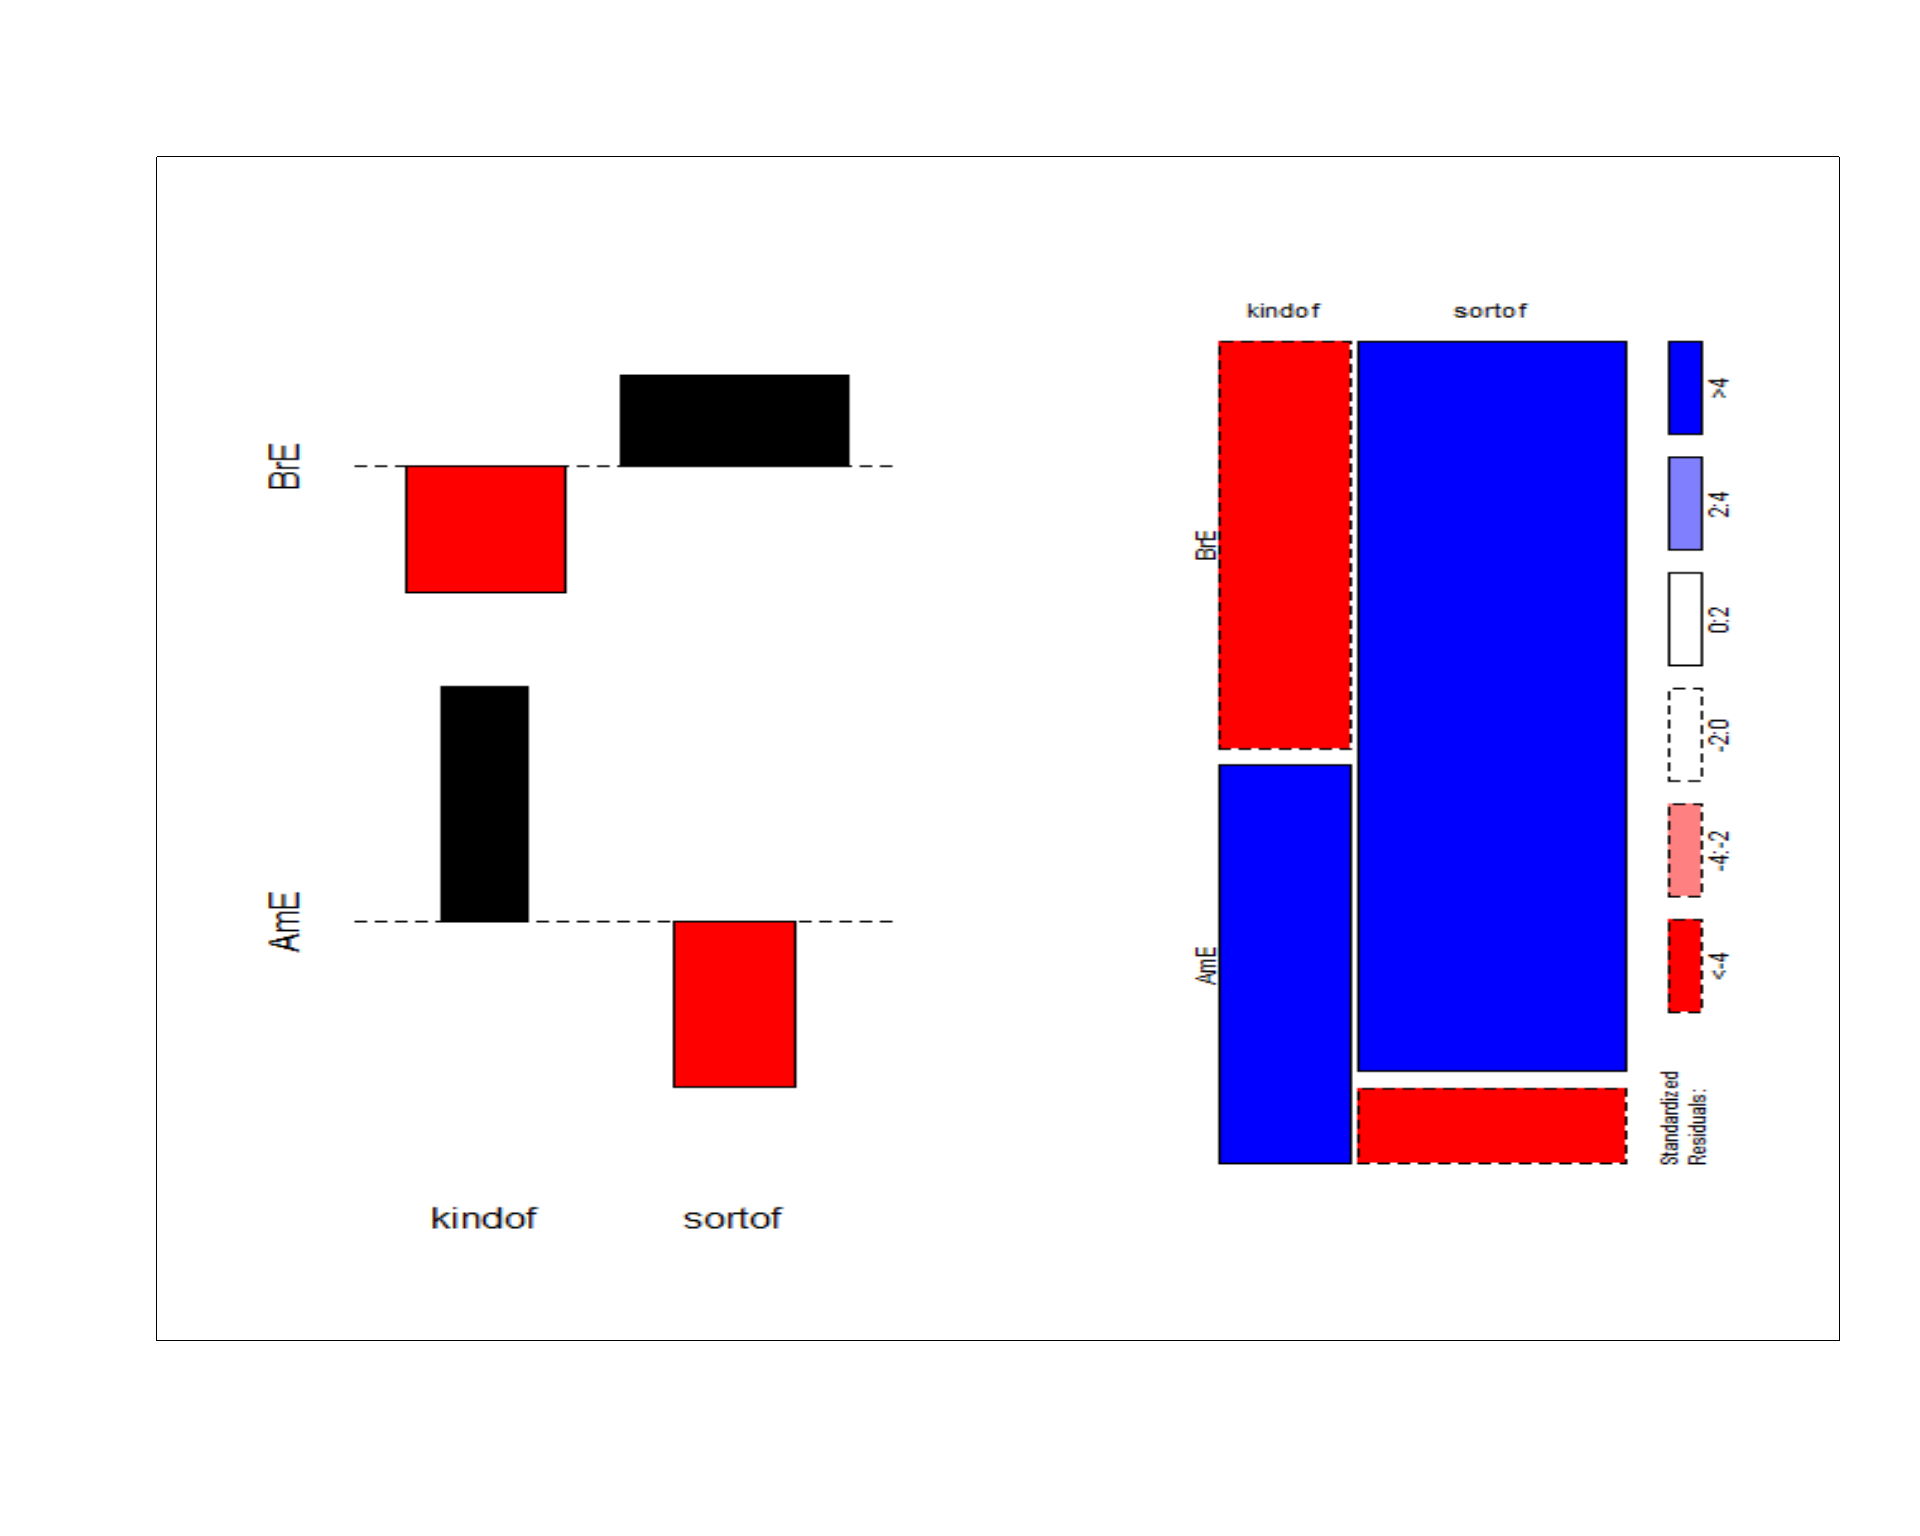 BrE
AmE
kindof
sortof
kindof
sortof
BrE
AmE
>4
2:4
0:2
-2:0
-4:-2
<-4
Standardized
Residuals: